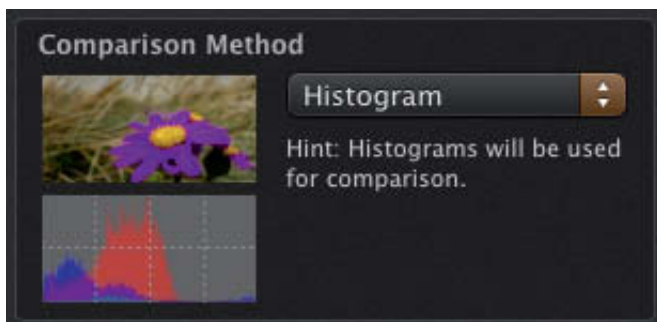 Comparison Method
Histogram
Hint: Histograms will be used
for comparison.